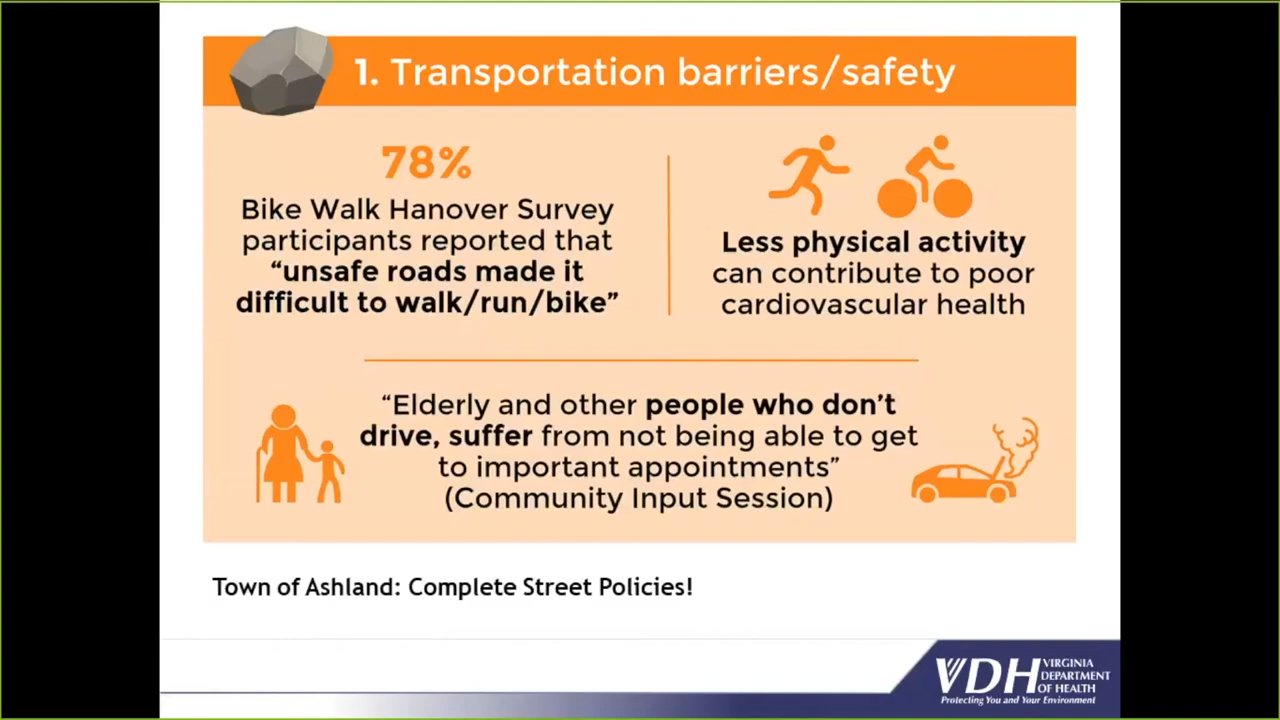 1. Transportation barriers/safety
78%
Bike Walk Hanover Survey
participants reported that
“unsafe roads made it
difficult to walk/run/bike”
Less physical activity
can contribute to poor
cardiovascular health
“Elderly and other people who don’t
drive, suffer from not being able to get
to important appointments”
(Community Input Session)
Town of Ashland: Complete Street Policies!
VDH
VIRGINIA
DEPARTMENT
OF HEALTH
Protecting You and Your Environment